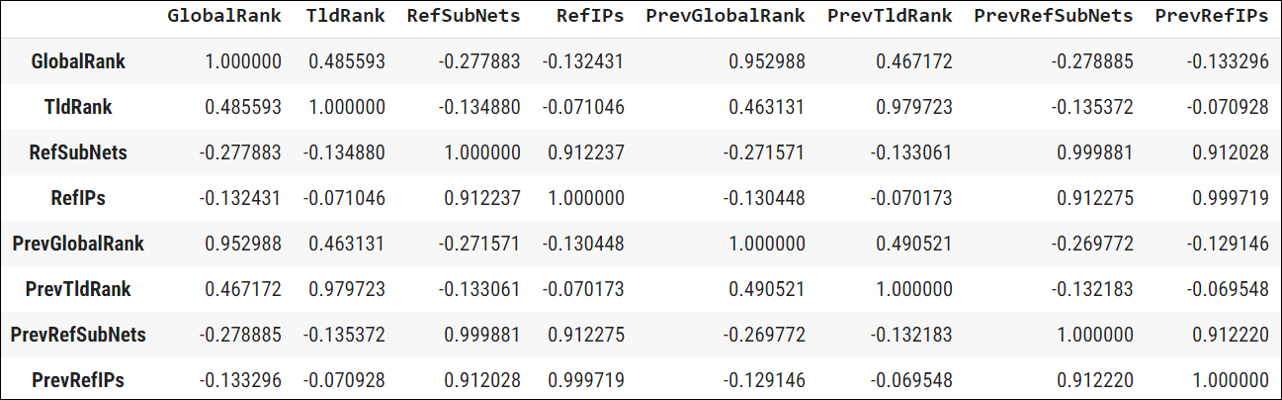 GlobalRank TldRank RefSubNets RefIPs PrevGlobalRank PrevTldRank PrevRefSubNets PrevRefIPs
GlobalRank 1.000000 0.485593 -0.277883 -0.132431 0.952988 0.467172 -0.278885 -0.133296
TldRank 0.485593 1.000000 -0.134880 -0.071046 0.463131 0.979723 -0.135372 -0.070928
RefSubNets -0.277883 -0.134880 1.000000 0.912237 -0.271571 -0.133061 0.999881 0.912028
RefIPs -0.132431 -0.071046 0.912237 1.000000 -0.130448 -0.070173 0.912275 0.999719
PrevGlobalRank 0.952988 0.463131 -0.271571 -0.130448 1.000000 0.490521 -0.269772 -0.129146
PrevTldRank 0.467172 0.979723 -0.133061 -0.070173 0.490521 1.000000 -0.132183 -0.069548
PrevRefSubNets -0.278885 -0.135372 0.999881 0.912275 -0.269772 -0.132183 1.000000 0.912220
PrevRefIPs -0.133296 -0.070928 0.912028 0.999719 -0.129146 -0.069548 0.912220 1.000000